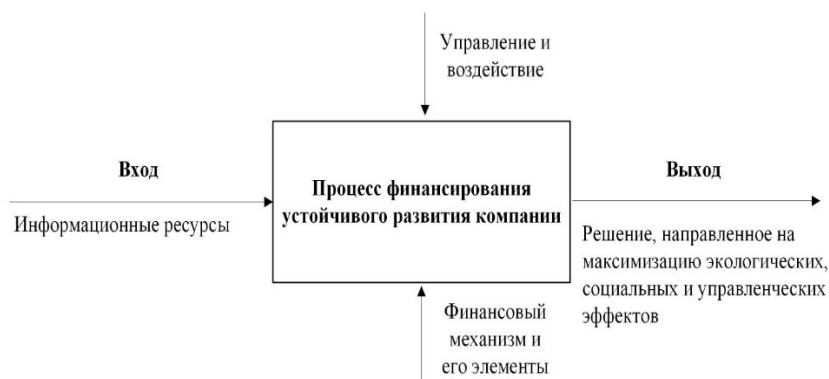 Управление и
воздействие
Вход
Информационные ресурсы
Процесс финансирования
устойчивого развития компании
Выход
Решение, направленное на
максимизацию экологических,
социальных и управленческих
эффектов
Финансовый
механизм и
его элементы